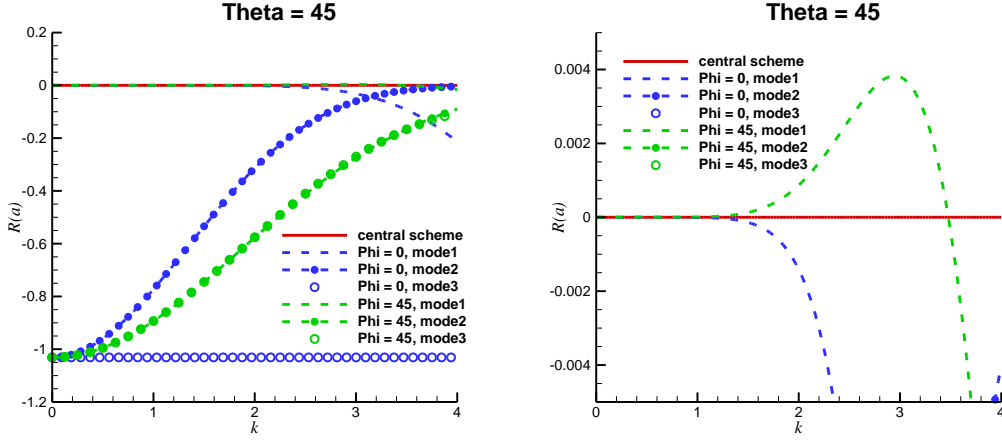 Theta = 45
R(a)
0.2
0
-0.2
-0.4
-0.6
-0.8
-1
-1.2
central scheme
Phi = 0, mode1
Phi = 0, mode2
Phi = 0, mode3
Phi = 45, mode1
Phi = 45, mode2
Phi = 45, mode3
0
1
2
3
4
k
Theta = 45
R(a)
0.004
0.002
0
-0.002
-0.004
central scheme
Phi = 0, mode1
Phi = 0, mode2
Phi = 0, mode3
Phi = 45, mode1
Phi = 45, mode2
Phi = 45, mode3
0
1
2
3
4
k